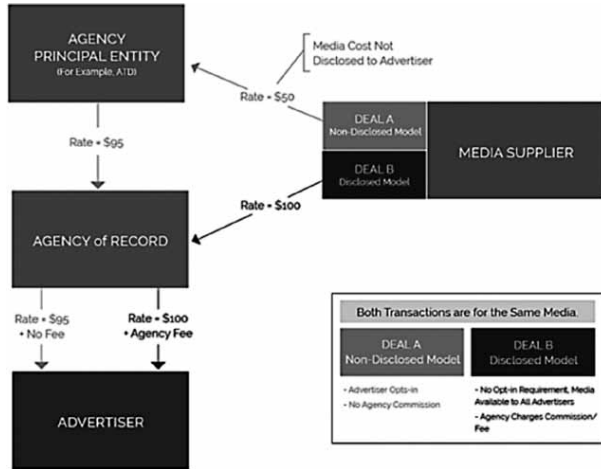 AGENCY
PRINCIPAL ENTITY
(For Example, ATD)
Media Cost Not
Disclosed to Advertiser
Rate = $50
DEAL A
Non-Disclosed Model
DEAL B
Disclosed Model
MEDIA SUPPLIER
Rate = $95
Rate = $100
AGENCY of RECORD
Rate = $95
+ No Fee
Rate = $100
+ Agency Fee
ADVERTISER
Both Transactions are for the Same Media.
DEAL A
Non-Disclosed Model
DEAL B
Disclosed Model
- Advertiser Opts-in
- No Agency Commission
- No Opt-in Requirement, Media
Available to All Advertisers
- Agency Charges Commission/
Fee